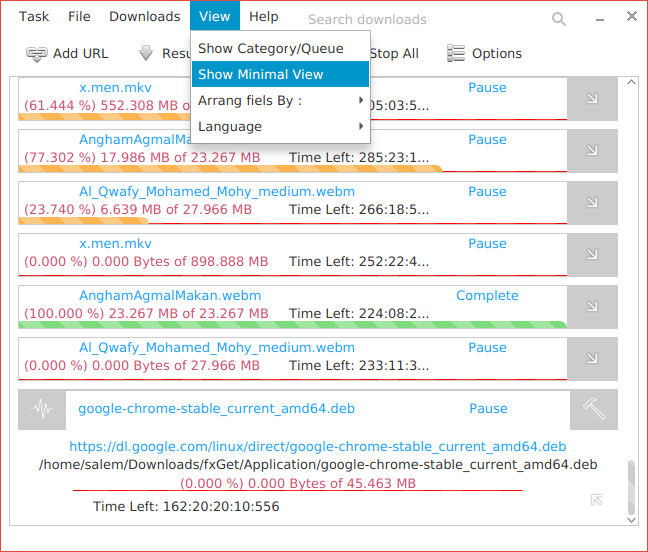 Task File Downloads View Help Search downloads
Add URL Resu Stop All Options
Show Category/Queue
Show Minimal View
Arrang fiels By :
Language
x.men.mkv Pause
(61.444 %) 552.308 MB 05:03:5...
AnghamAgmalMakan.webm Pause
(77.302 %) 17.986 MB of 23.267 MB Time Left: 285:23:1...
Al_Qwafy_Mohamed_Mohy_medium.webm Pause
(23.740 %) 6.639 MB of 27.966 MB Time Left: 266:18:5...
x.men.mkv Pause
(0.000 %) 0.000 Bytes of 898.888 MB Time Left: 252:22:4...
AnghamAgmalMakan.webm Complete
(100.000 %) 23.267 MB of 23.267 MB Time Left: 224:08:2...
Al_Qwafy_Mohamed_Mohy_medium.webm Pause
(0.000 %) 0.000 Bytes of 27.966 MB Time Left: 233:11:3...
google-chrome-stable_current_amd64.deb Pause
https://dl.google.com/linux/direct/google-chrome-stable_current_amd64.deb
/home/salem/Downloads/fxGet/Application/google-chrome-stable_current_amd64.deb
(0.000 %) 0.000 Bytes of 45.463 MB
Time Left: 162:20:20:10:556